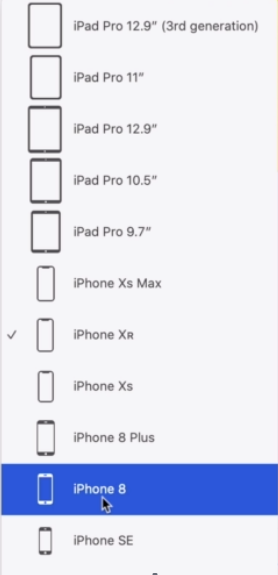 iPad Pro 12.9" (3rd generation)
iPad Pro 11"
iPad Pro 12.9"
iPad Pro 10.5"
iPad Pro 9.7"
iPhone Xs Max
iPhone XR
iPhone Xs
iPhone 8 Plus
iPhone 8
iPhone SE